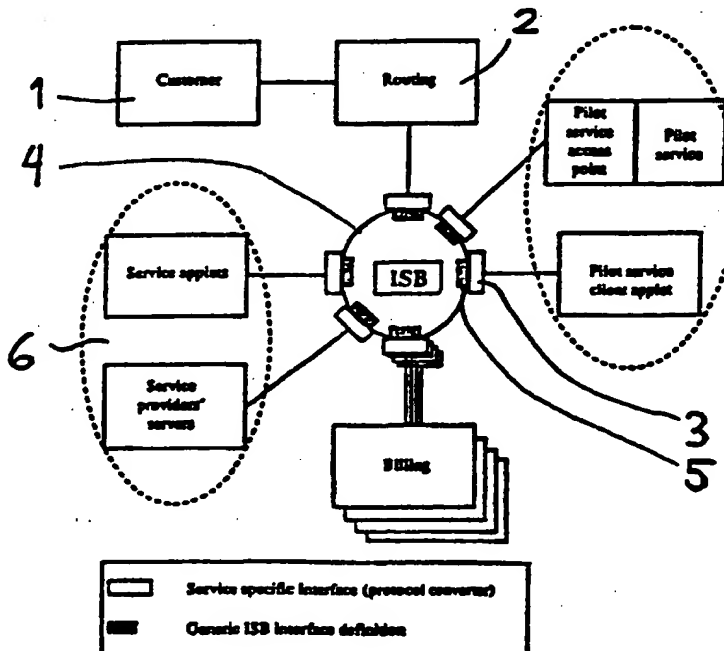 1
Customer
Routing
2
Pilot
service
access
point
Pilot
service
4
Service applets
ISB
Pilot service
client applet
6
Service
providers'
servers
3
5
Billing
Service specific interface (protocol converter)
Generic ISB interface definition